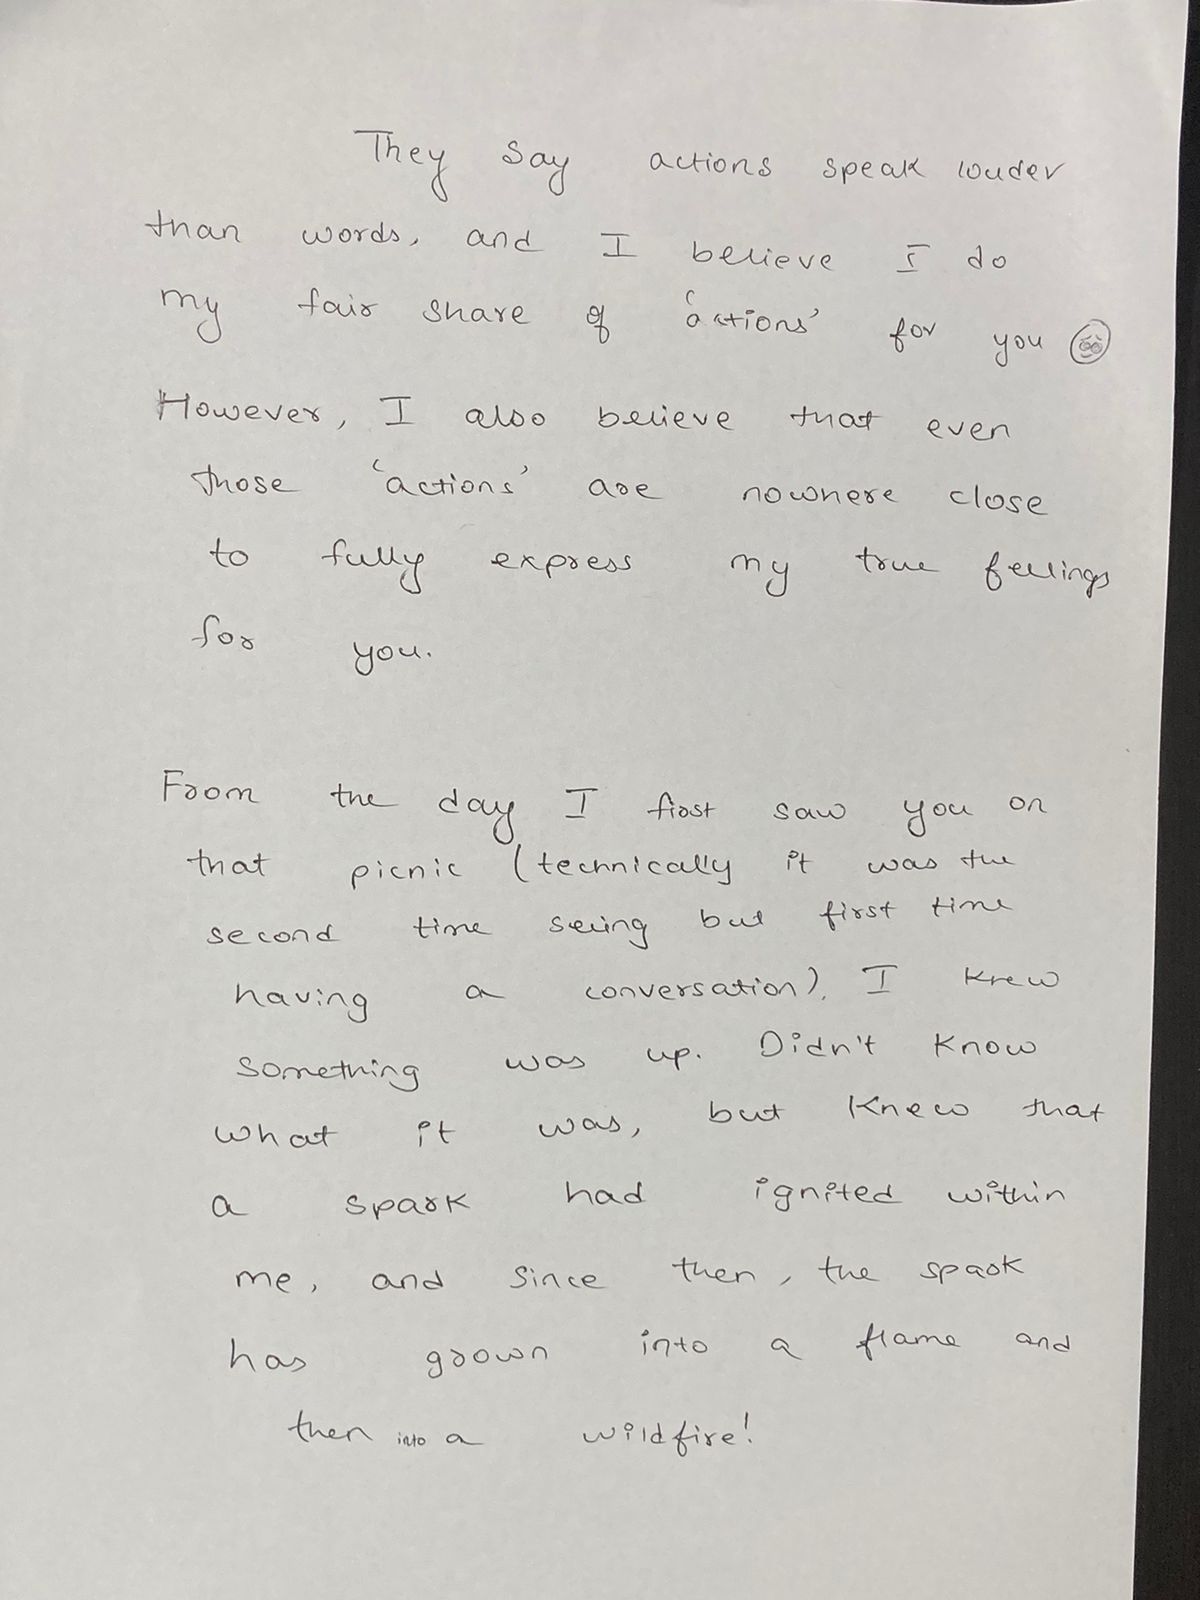 They say actions speak louder
than words, and I believe I do
my fair share of 'actions' for you
However, I also believe that even
those 'actions' are nowhere close
to fully express my true feelings
for you.
From the day I first saw you on
that picnic (technically it was the
second time seeing but first time
having a conversation), I knew
something was up. Didn't know
what it was, but knew that
a spark had ignited within
me, and since then, the spark
has grown into a flame and
then into a wildfire!